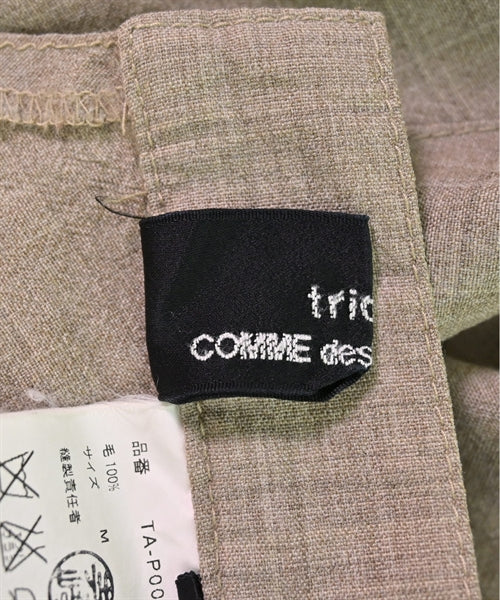 tric
COMME des
品番 TA-P00
毛 100%
サイズ M
縫製責任者